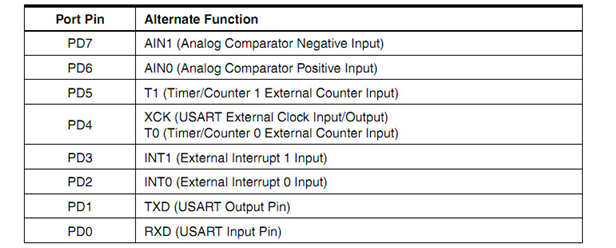 Port Pin Alternate Function
PD7 AIN1 (Analog Comparator Negative Input)
PD6 AIN0 (Analog Comparator Positive Input)
PD5 T1 (Timer/Counter 1 External Counter Input)
PD4 XCK (USART External Clock Input/Output)
T0 (Timer/Counter 0 External Counter Input)
PD3 INT1 (External Interrupt 1 Input)
PD2 INT0 (External Interrupt 0 Input)
PD1 TXD (USART Output Pin)
PD0 RXD (USART Input Pin)